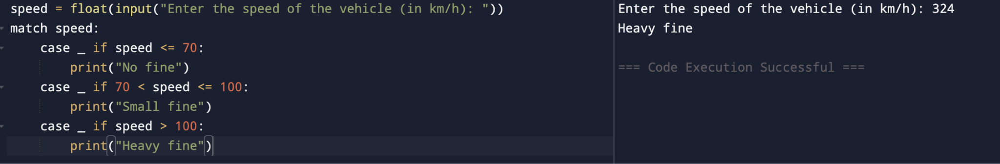 speed = float(input("Enter the speed of the vehicle (in km/h): "))
match speed:
    case _ if speed <= 70:
        print("No fine")
    case _ if 70 < speed <= 100:
        print("Small fine")
    case _ if speed > 100:
        print("Heavy fine")
Enter the speed of the vehicle (in km/h): 324
Heavy fine
=== Code Execution Successful ===